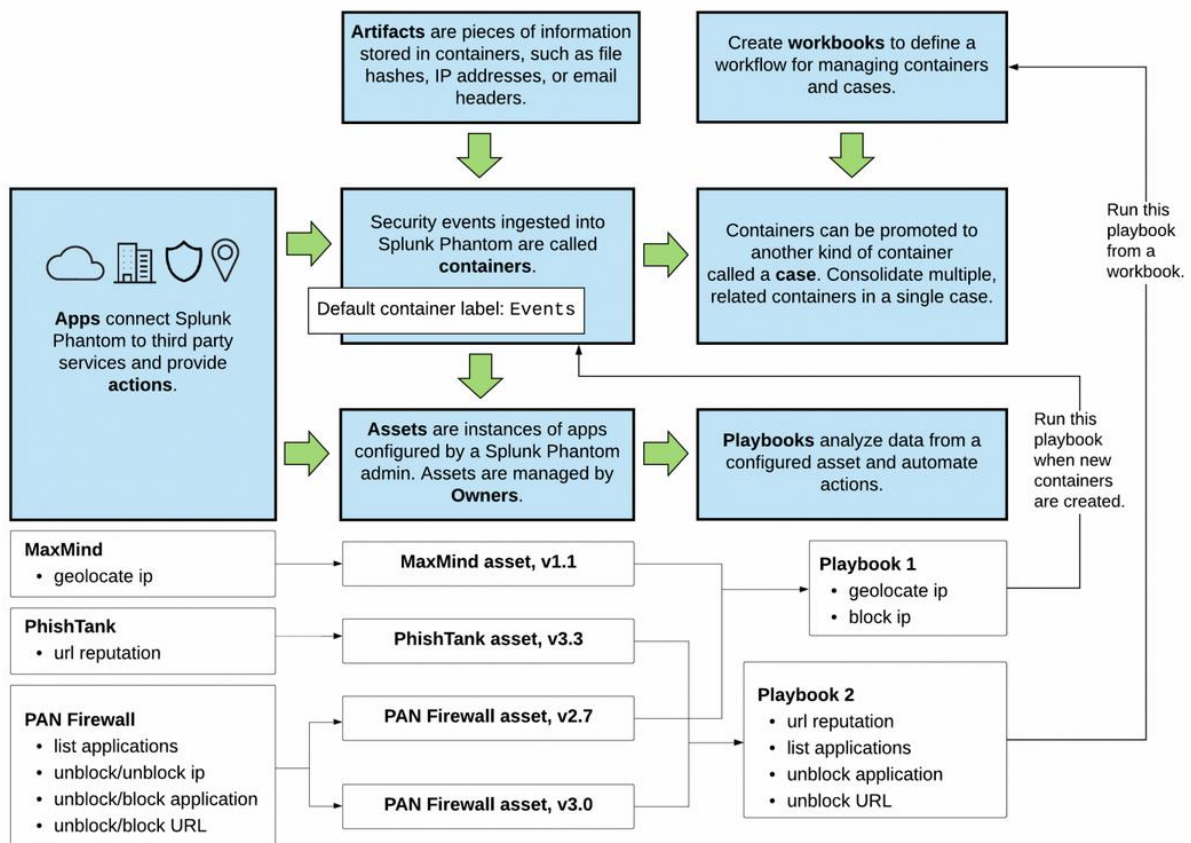 Artifacts are pieces of information
stored in containers, such as file
hashes, IP addresses, or email
headers.
Create workbooks to define a
workflow for managing containers
and cases.
Apps connect Splunk
Phantom to third party
services and provide
actions.
Security events ingested into
Splunk Phantom are called
containers.
Default container label: Events
Containers can be promoted to
another kind of container
called a case. Consolidate multiple,
related containers in a single case.
Run this
playbook
from a
workbook.
Assets are instances of apps
configured by a Splunk Phantom
admin. Assets are managed by
Owners.
Playbooks analyze data from a
configured asset and automate
actions.
Run this
playbook
when new
containers
are created.
MaxMind
• geolocate ip
MaxMind asset, v1.1
Playbook 1
• geolocate ip
• block ip
PhishTank
• url reputation
PhishTank asset, v3.3
PAN Firewall
• list applications
• unblock/unblock ip
• unblock/block application
• unblock/block URL
PAN Firewall asset, v2.7
PAN Firewall asset, v3.0
Playbook 2
• url reputation
• list applications
• unblock application
• unblock URL